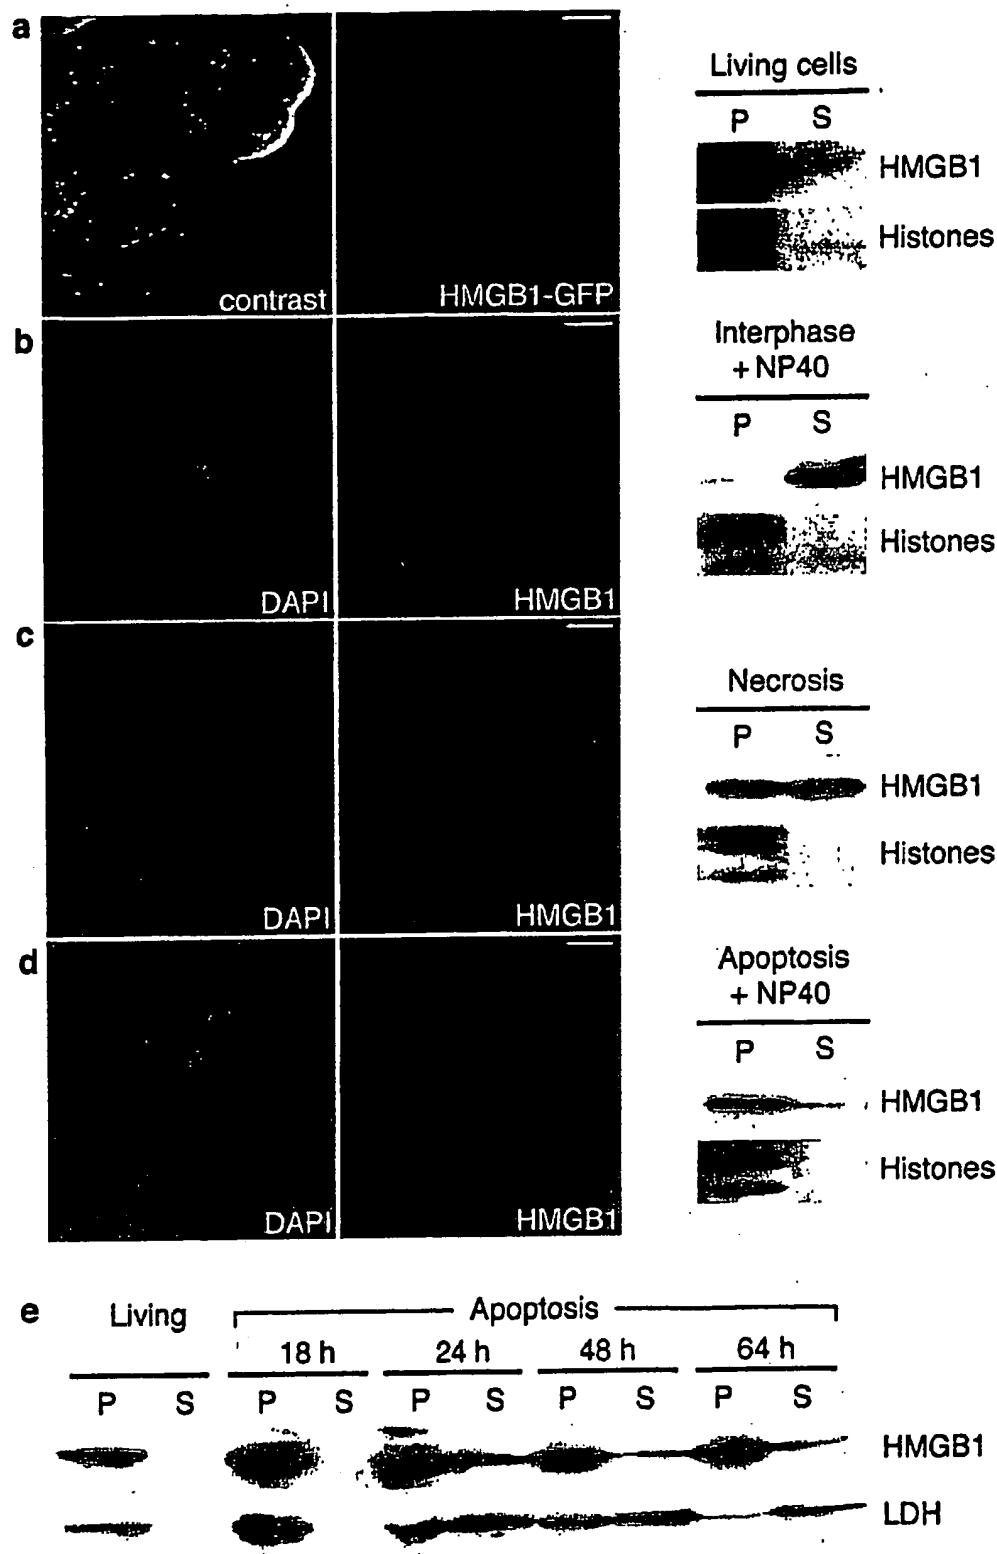 a
contrast
HMGB1-GFP
Living cells
P S
HMGB1
Histones
b
DAPI
HMGB1
Interphase
+ NP40
P S
HMGB1
Histones
c
DAPI
HMGB1
Necrosis
P S
HMGB1
Histones
d
DAPI
HMGB1
Apoptosis
+ NP40
P S
HMGB1
Histones
e
Living Apoptosis
18 h 24 h 48 h 64 h
P S P S P S P S P S
HMGB1
LDH